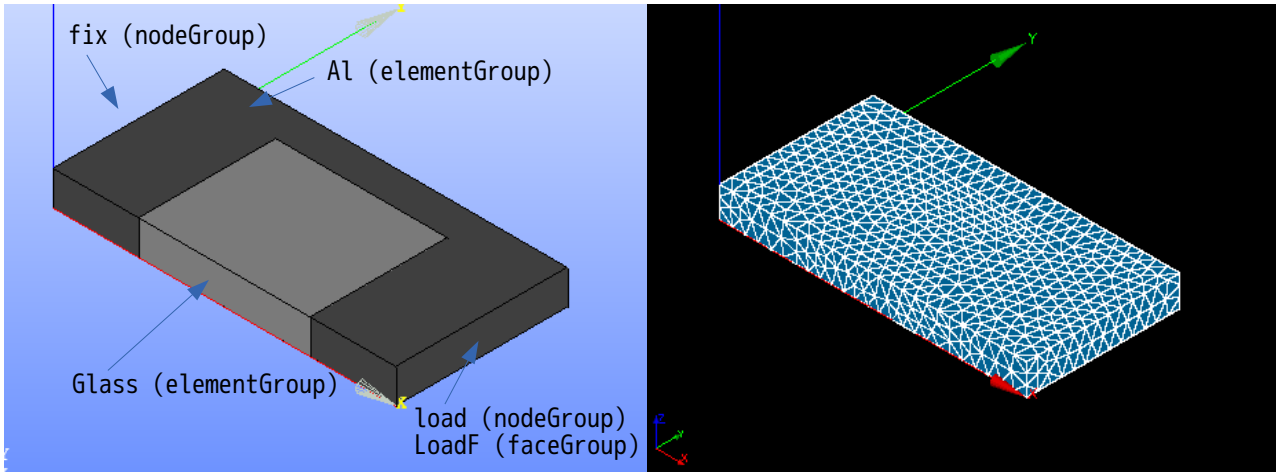 fix (nodeGroup)
Al (elementGroup)
Glass (elementGroup)
load (nodeGroup)
LoadF (faceGroup)
X
Y
Z
Y
X